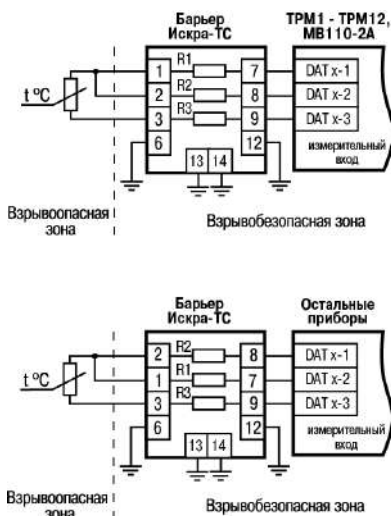 Барьер
Искра-ТС
ТРМ1 - ТРМ12,
МВ110-2А
t ºC
1 R1 7 DAT x-1
2 R2 8 DAT x-2
3 R3 9 DAT x-3
6 12 измерительный
вход
13 14
Взрывоопасная
зона
Взрывобезопасная зона
Барьер
Искра-ТС
Остальные
приборы
t ºC
2 R2 8 DAT x-1
1 R1 7 DAT x-2
3 R3 9 DAT x-3
6 12 измерительный
вход
13 14
Взрывоопасная
зона
Взрывобезопасная зона